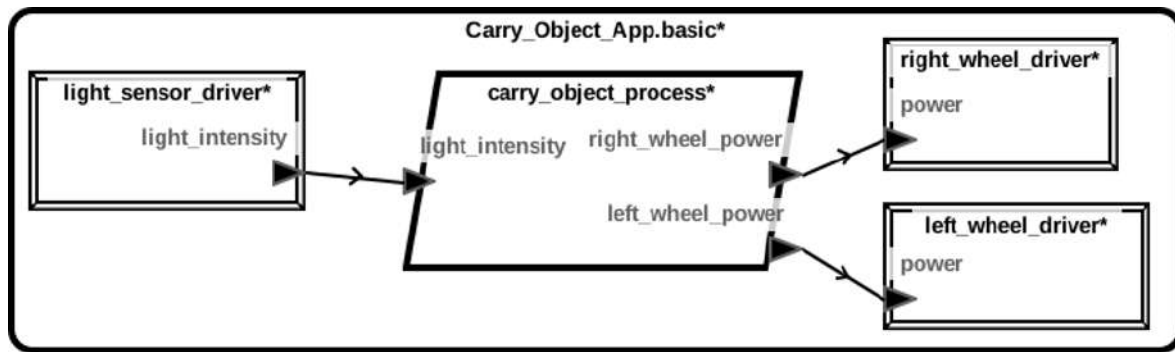 Carry_Object_App.basic*
light_sensor_driver*
light_intensity
carry_object_process*
light_intensity
right_wheel_power
left_wheel_power
right_wheel_driver*
power
left_wheel_driver*
power